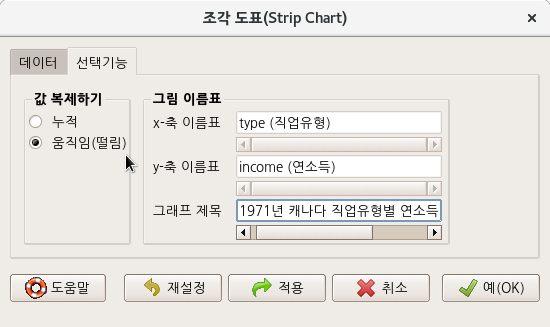 조각 도표(Strip Chart)
데이터 선택기능
값 복제하기
누적
움직임(떨림)
그림 이름표
x-축 이름표 type (직업유형)
y-축 이름표 income (연소득)
그래프 제목 1971년 캐나다 직업유형별 연소득
도움말 재설정 적용 취소 예(OK)